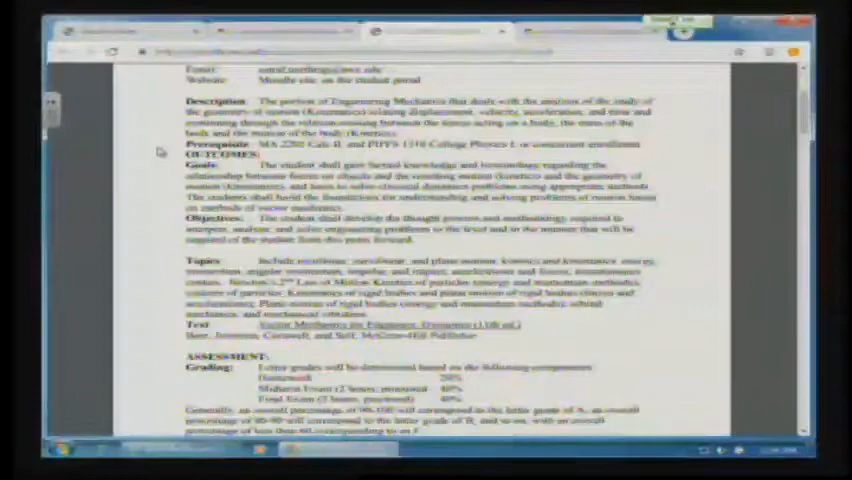 Email:
Website: Moodle site on the student portal
Description: The portion of Engineering Mechanics that deals with the analysis of the study of
the geometry of motion (Kinematics) relating displacement, velocity, acceleration, and time and
continuing through the relation existing between the forces acting on a body, the mass of the
body and the motion of the body (Kinetics).
Prerequisite: MA 2205 Calc II, and PHYS 1310 College Physics I, or concurrent enrollment
OUTCOMES:
Goals: The student shall gain factual knowledge and terminology regarding the
relationship between forces on objects and the resulting motion (kinetics) and the geometry of
motion (kinematics), and learn to solve classical dynamics problems using appropriate methods.
The students shall build the foundations for understanding and solving problems of motion based
on methods of vector mechanics.
Objectives: The student shall develop the thought process and methodology required to
interpret, analyze, and solve engineering problems to the level and in the manner that will be
required of the student from this point forward.
Topics: Include rectilinear, curvilinear, and plane motion, kinetics and kinematics, energy,
momentum, angular momentum, impulse, and impact, accelerations and forces, instantaneous
centers. Newton's 2nd Law of Motion Kinetics of particles (energy and momentum methods),
systems of particles, Kinematics of rigid bodies and plane motion of rigid bodies (forces and
accelerations), Plane motion of rigid bodies (energy and momentum methods),
mechanics, and mechanical vibrations.
Text: Vector Mechanics for Engineers, Dynamics (11th ed.)
Beer, Johnston, Cornwell, and Self, McGraw-Hill Publisher
ASSESSMENT:
Grading: Letter grades will be determined based on the following components:
Homework 20%
Midterm Exam (2 hours, proctored) 40%
Final Exam (2 hours, proctored) 40%
Generally, an overall percentage of 90-100 will correspond to the letter grade of A, an overall
percentage of 80-90 will correspond to the letter grade of B, and so on, with an overall
percentage of less than 60 corresponding to an F.